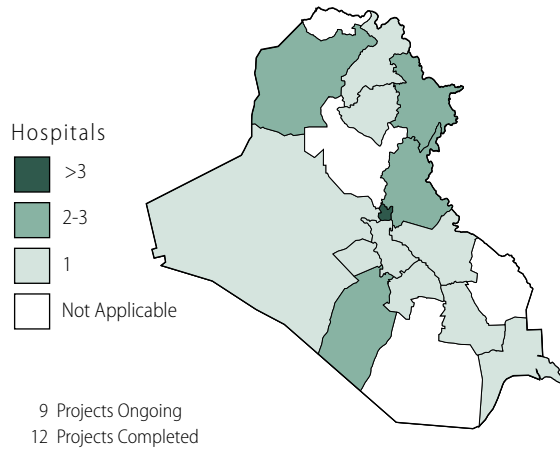 Hospitals
>3
2-3
1
Not Applicable
9 Projects Ongoing
12 Projects Completed